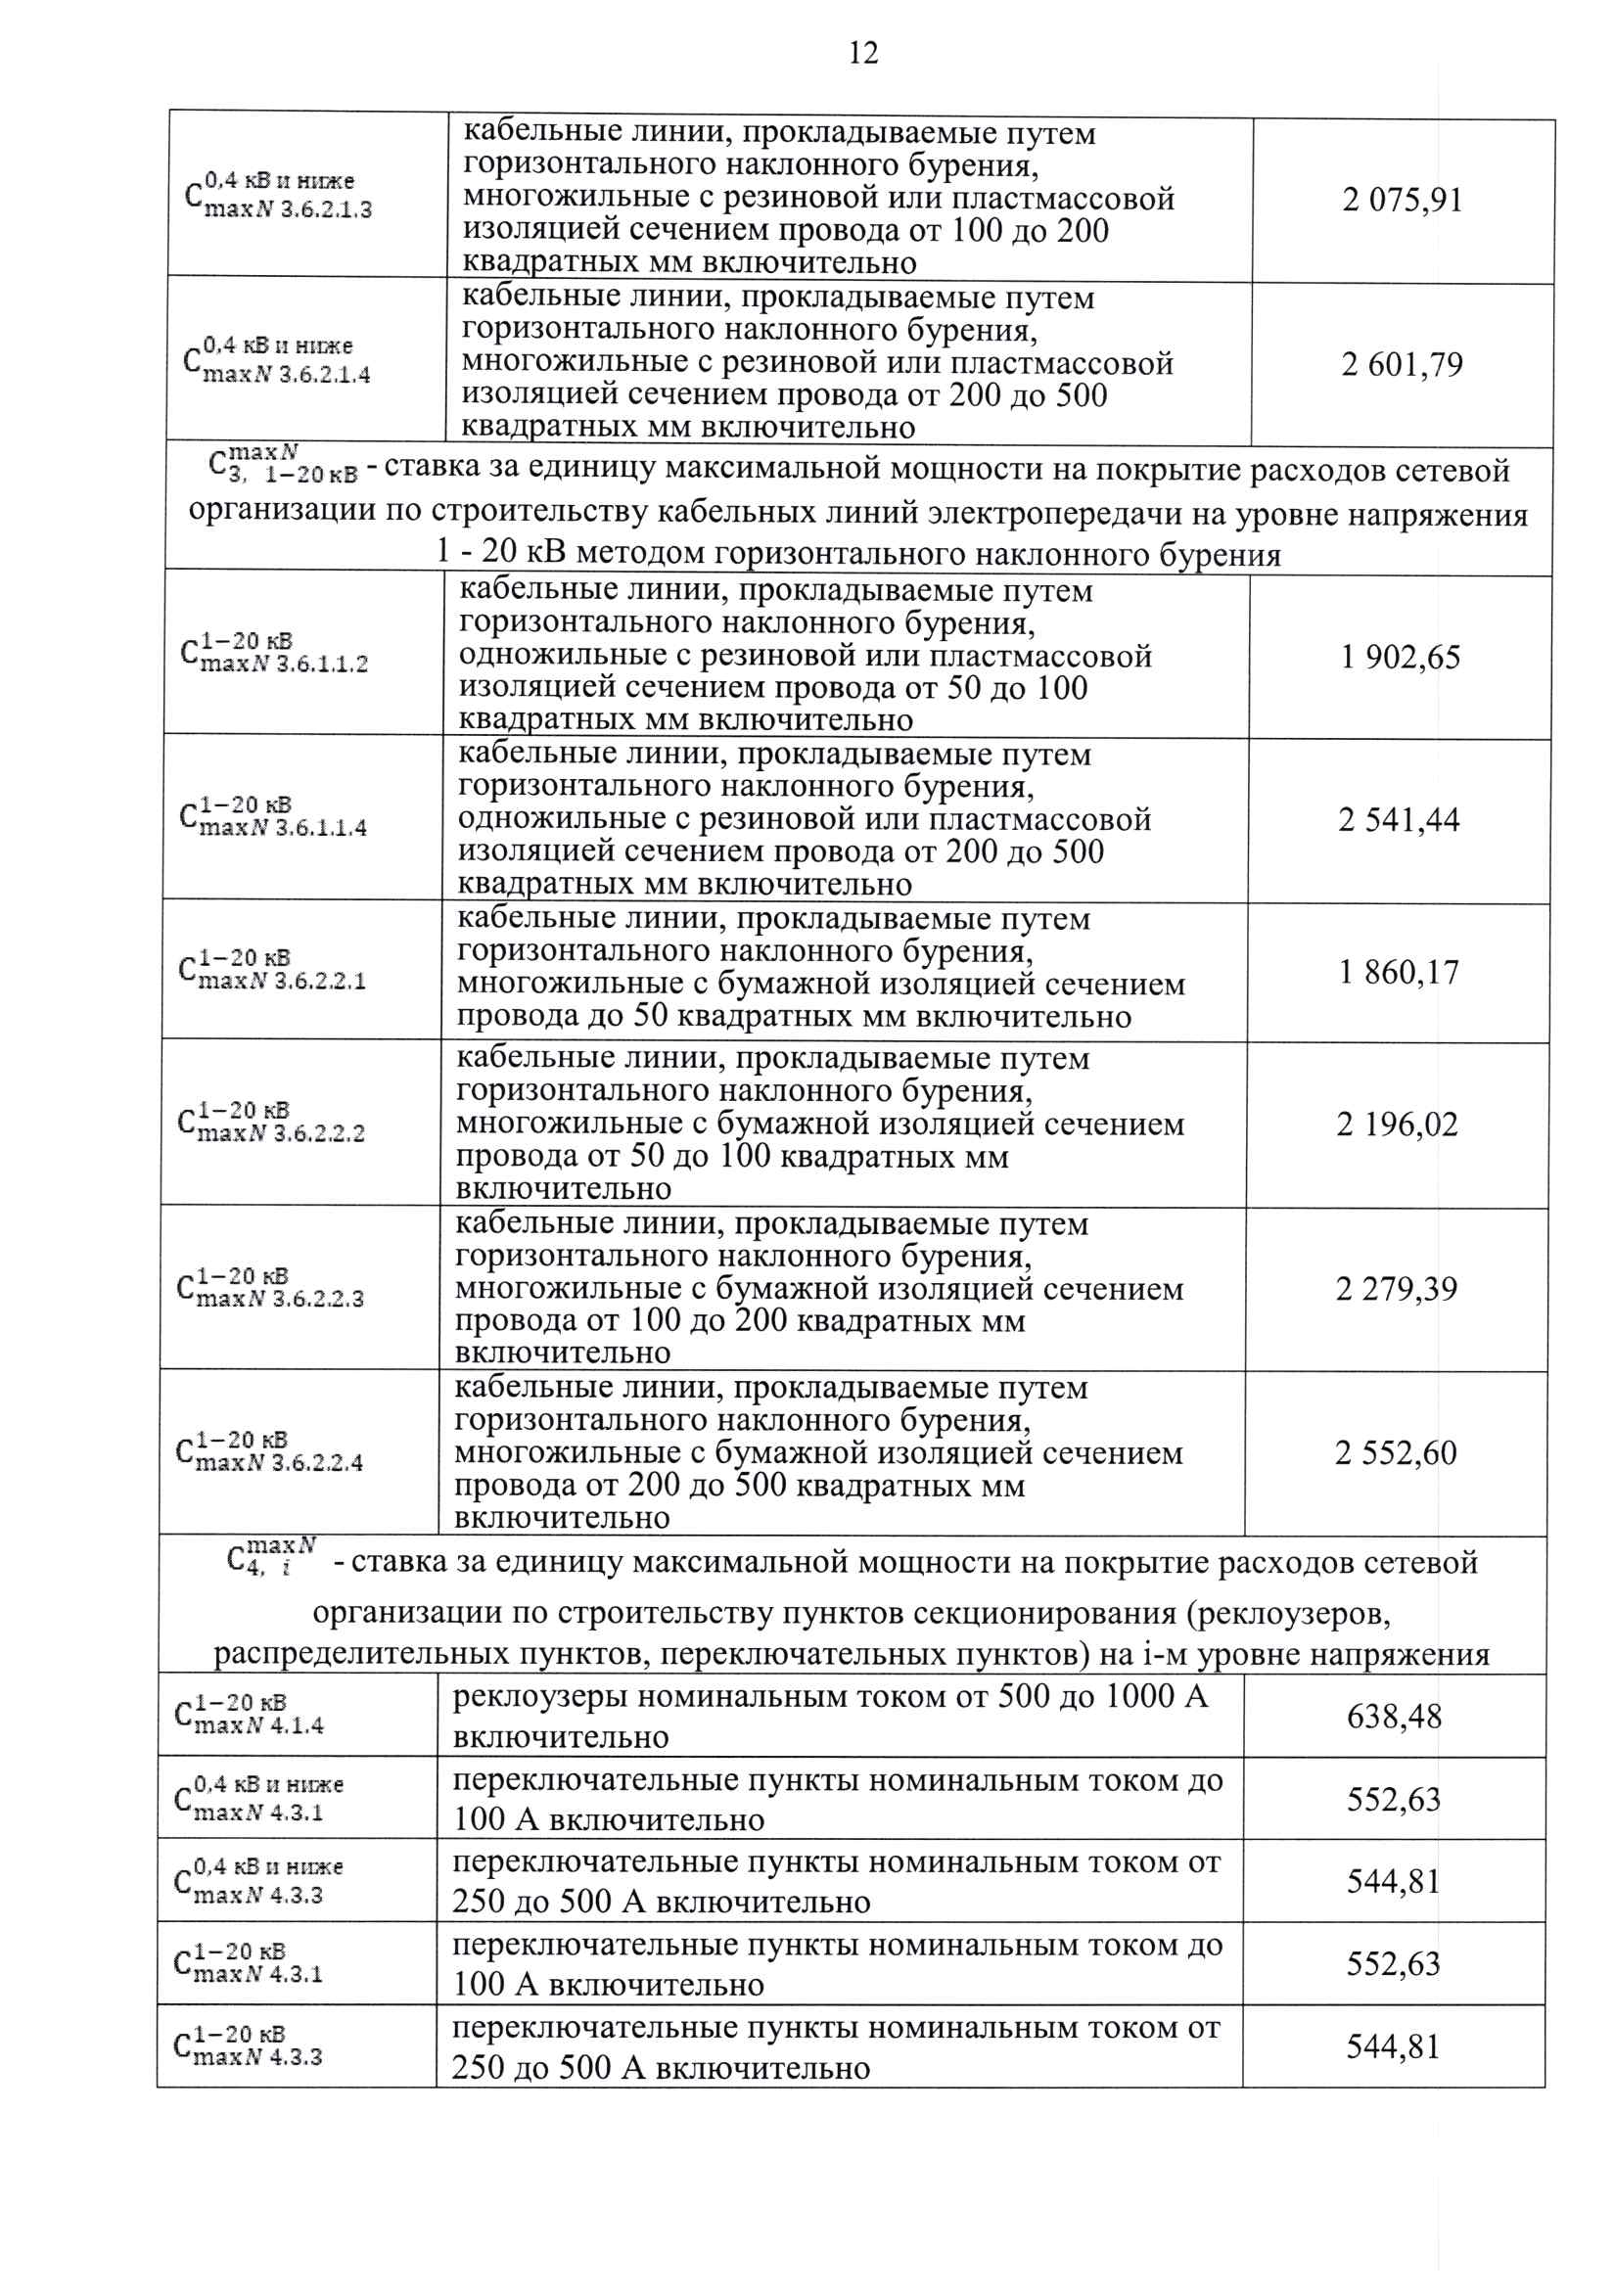 12
С 0,4 кВ и ниже maxN 3.6.2.1.3
кабельные линии, прокладываемые путем
горизонтального наклонного бурения,
многожильные с резиновой или пластмассовой
изоляцией сечением провода от 100 до 200
квадратных мм включительно
2 075,91
С 0,4 кВ и ниже maxN 3.6.2.1.4
кабельные линии, прокладываемые путем
горизонтального наклонного бурения,
многожильные с резиновой или пластмассовой
изоляцией сечением провода от 200 до 500
квадратных мм включительно
2 601,79
С maxN 3, 1–20 кВ - ставка за единицу максимальной мощности на покрытие расходов сетевой
организации по строительству кабельных линий электропередачи на уровне напряжения
1 - 20 кВ методом горизонтального наклонного бурения
С 1–20 кВ maxN 3.6.1.1.2
кабельные линии, прокладываемые путем
горизонтального наклонного бурения,
одножильные с резиновой или пластмассовой
изоляцией сечением провода от 50 до 100
квадратных мм включительно
1 902,65
С 1–20 кВ maxN 3.6.1.1.4
кабельные линии, прокладываемые путем
горизонтального наклонного бурения,
одножильные с резиновой или пластмассовой
изоляцией сечением провода от 200 до 500
квадратных мм включительно
2 541,44
С 1–20 кВ maxN 3.6.2.2.1
кабельные линии, прокладываемые путем
горизонтального наклонного бурения,
многожильные с бумажной изоляцией сечением
провода до 50 квадратных мм включительно
1 860,17
С 1–20 кВ maxN 3.6.2.2.2
кабельные линии, прокладываемые путем
горизонтального наклонного бурения,
многожильные с бумажной изоляцией сечением
провода от 50 до 100 квадратных мм
включительно
2 196,02
С 1–20 кВ maxN 3.6.2.2.3
кабельные линии, прокладываемые путем
горизонтального наклонного бурения,
многожильные с бумажной изоляцией сечением
провода от 100 до 200 квадратных мм
включительно
2 279,39
С 1–20 кВ maxN 3.6.2.2.4
кабельные линии, прокладываемые путем
горизонтального наклонного бурения,
многожильные с бумажной изоляцией сечением
провода от 200 до 500 квадратных мм
включительно
2 552,60
С maxN 4, i - ставка за единицу максимальной мощности на покрытие расходов сетевой
организации по строительству пунктов секционирования (реклоузеров,
распределительных пунктов, переключательных пунктов) на i-м уровне напряжения
С 1–20 кВ maxN 4.1.4
реклоузеры номинальным током от 500 до 1000 А
включительно
638,48
С 0,4 кВ и ниже maxN 4.3.1
переключательные пункты номинальным током до
100 А включительно
552,63
С 0,4 кВ и ниже maxN 4.3.3
переключательные пункты номинальным током от
250 до 500 А включительно
544,81
С 1–20 кВ maxN 4.3.1
переключательные пункты номинальным током до
100 А включительно
552,63
С 1–20 кВ maxN 4.3.3
переключательные пункты номинальным током от
250 до 500 А включительно
544,81